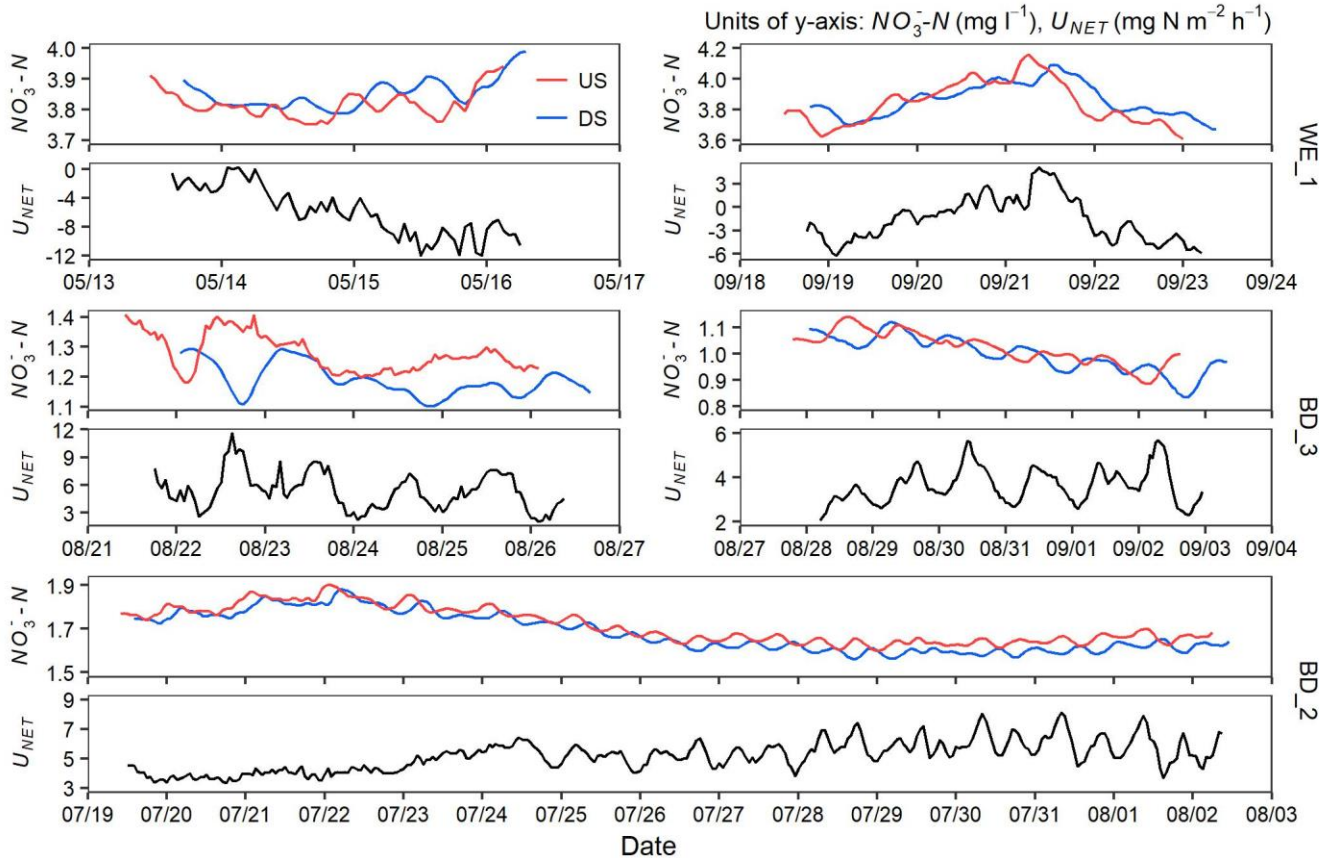 Units of y-axis: NO₃⁻-N (mg l⁻¹), U_NET (mg N m⁻² h⁻¹)
NO₃⁻-N
4.0
3.9
3.8
3.7
US
DS
NO₃⁻-N
4.2
4.0
3.8
3.6
WE_1
U_NET
0
-4
-8
-12
05/13 05/14 05/15 05/16 05/17
U_NET
3
0
-3
-6
09/18 09/19 09/20 09/21 09/22 09/23 09/24
NO₃⁻-N
1.4
1.3
1.2
1.1
NO₃⁻-N
1.1
1.0
0.9
0.8
BD_3
U_NET
12
9
6
3
08/21 08/22 08/23 08/24 08/25 08/26 08/27
U_NET
6
4
2
08/27 08/28 08/29 08/30 08/31 09/01 09/02 09/03 09/04
NO₃⁻-N
1.9
1.7
1.5
BD_2
U_NET
9
7
5
3
07/19 07/20 07/21 07/22 07/23 07/24 07/25 07/26 07/27 07/28 07/29 07/30 07/31 08/01 08/02 08/03
Date